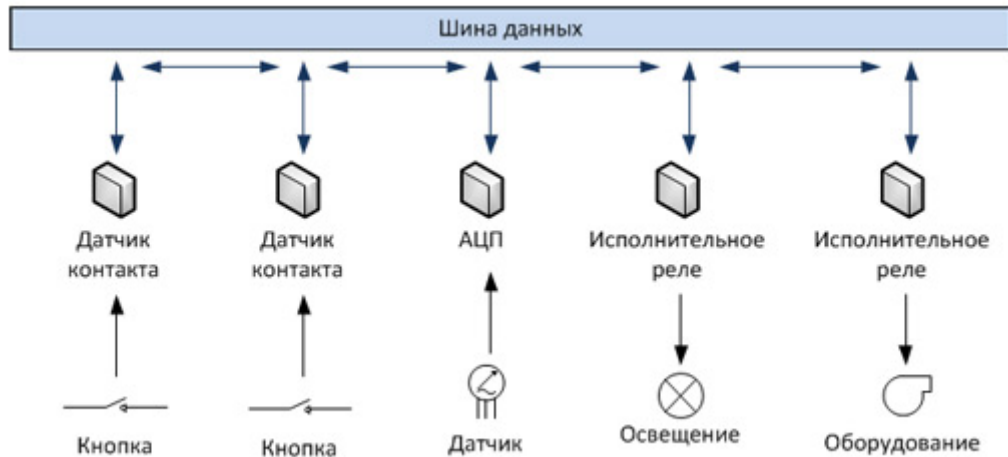 Шина данных
Датчик
контакта
Датчик
контакта
АЦП
Исполнительное
реле
Исполнительное
реле
Кнопка
Кнопка
Датчик
Освещение
Оборудование